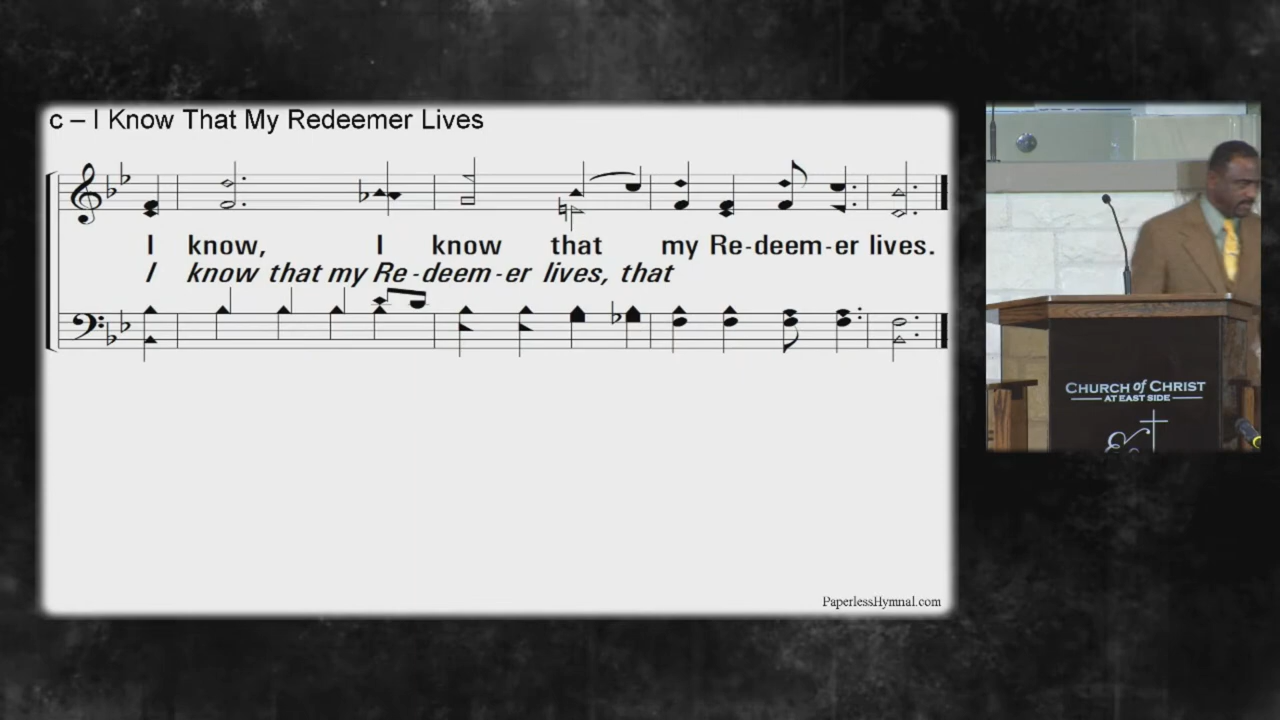 c – I Know That My Redeemer Lives
I know, I know that my Re-deem-er lives.
I know that my Re-deem-er lives, that
PaperlessHymnal.com
CHURCH of CHRIST
AT EAST SIDE